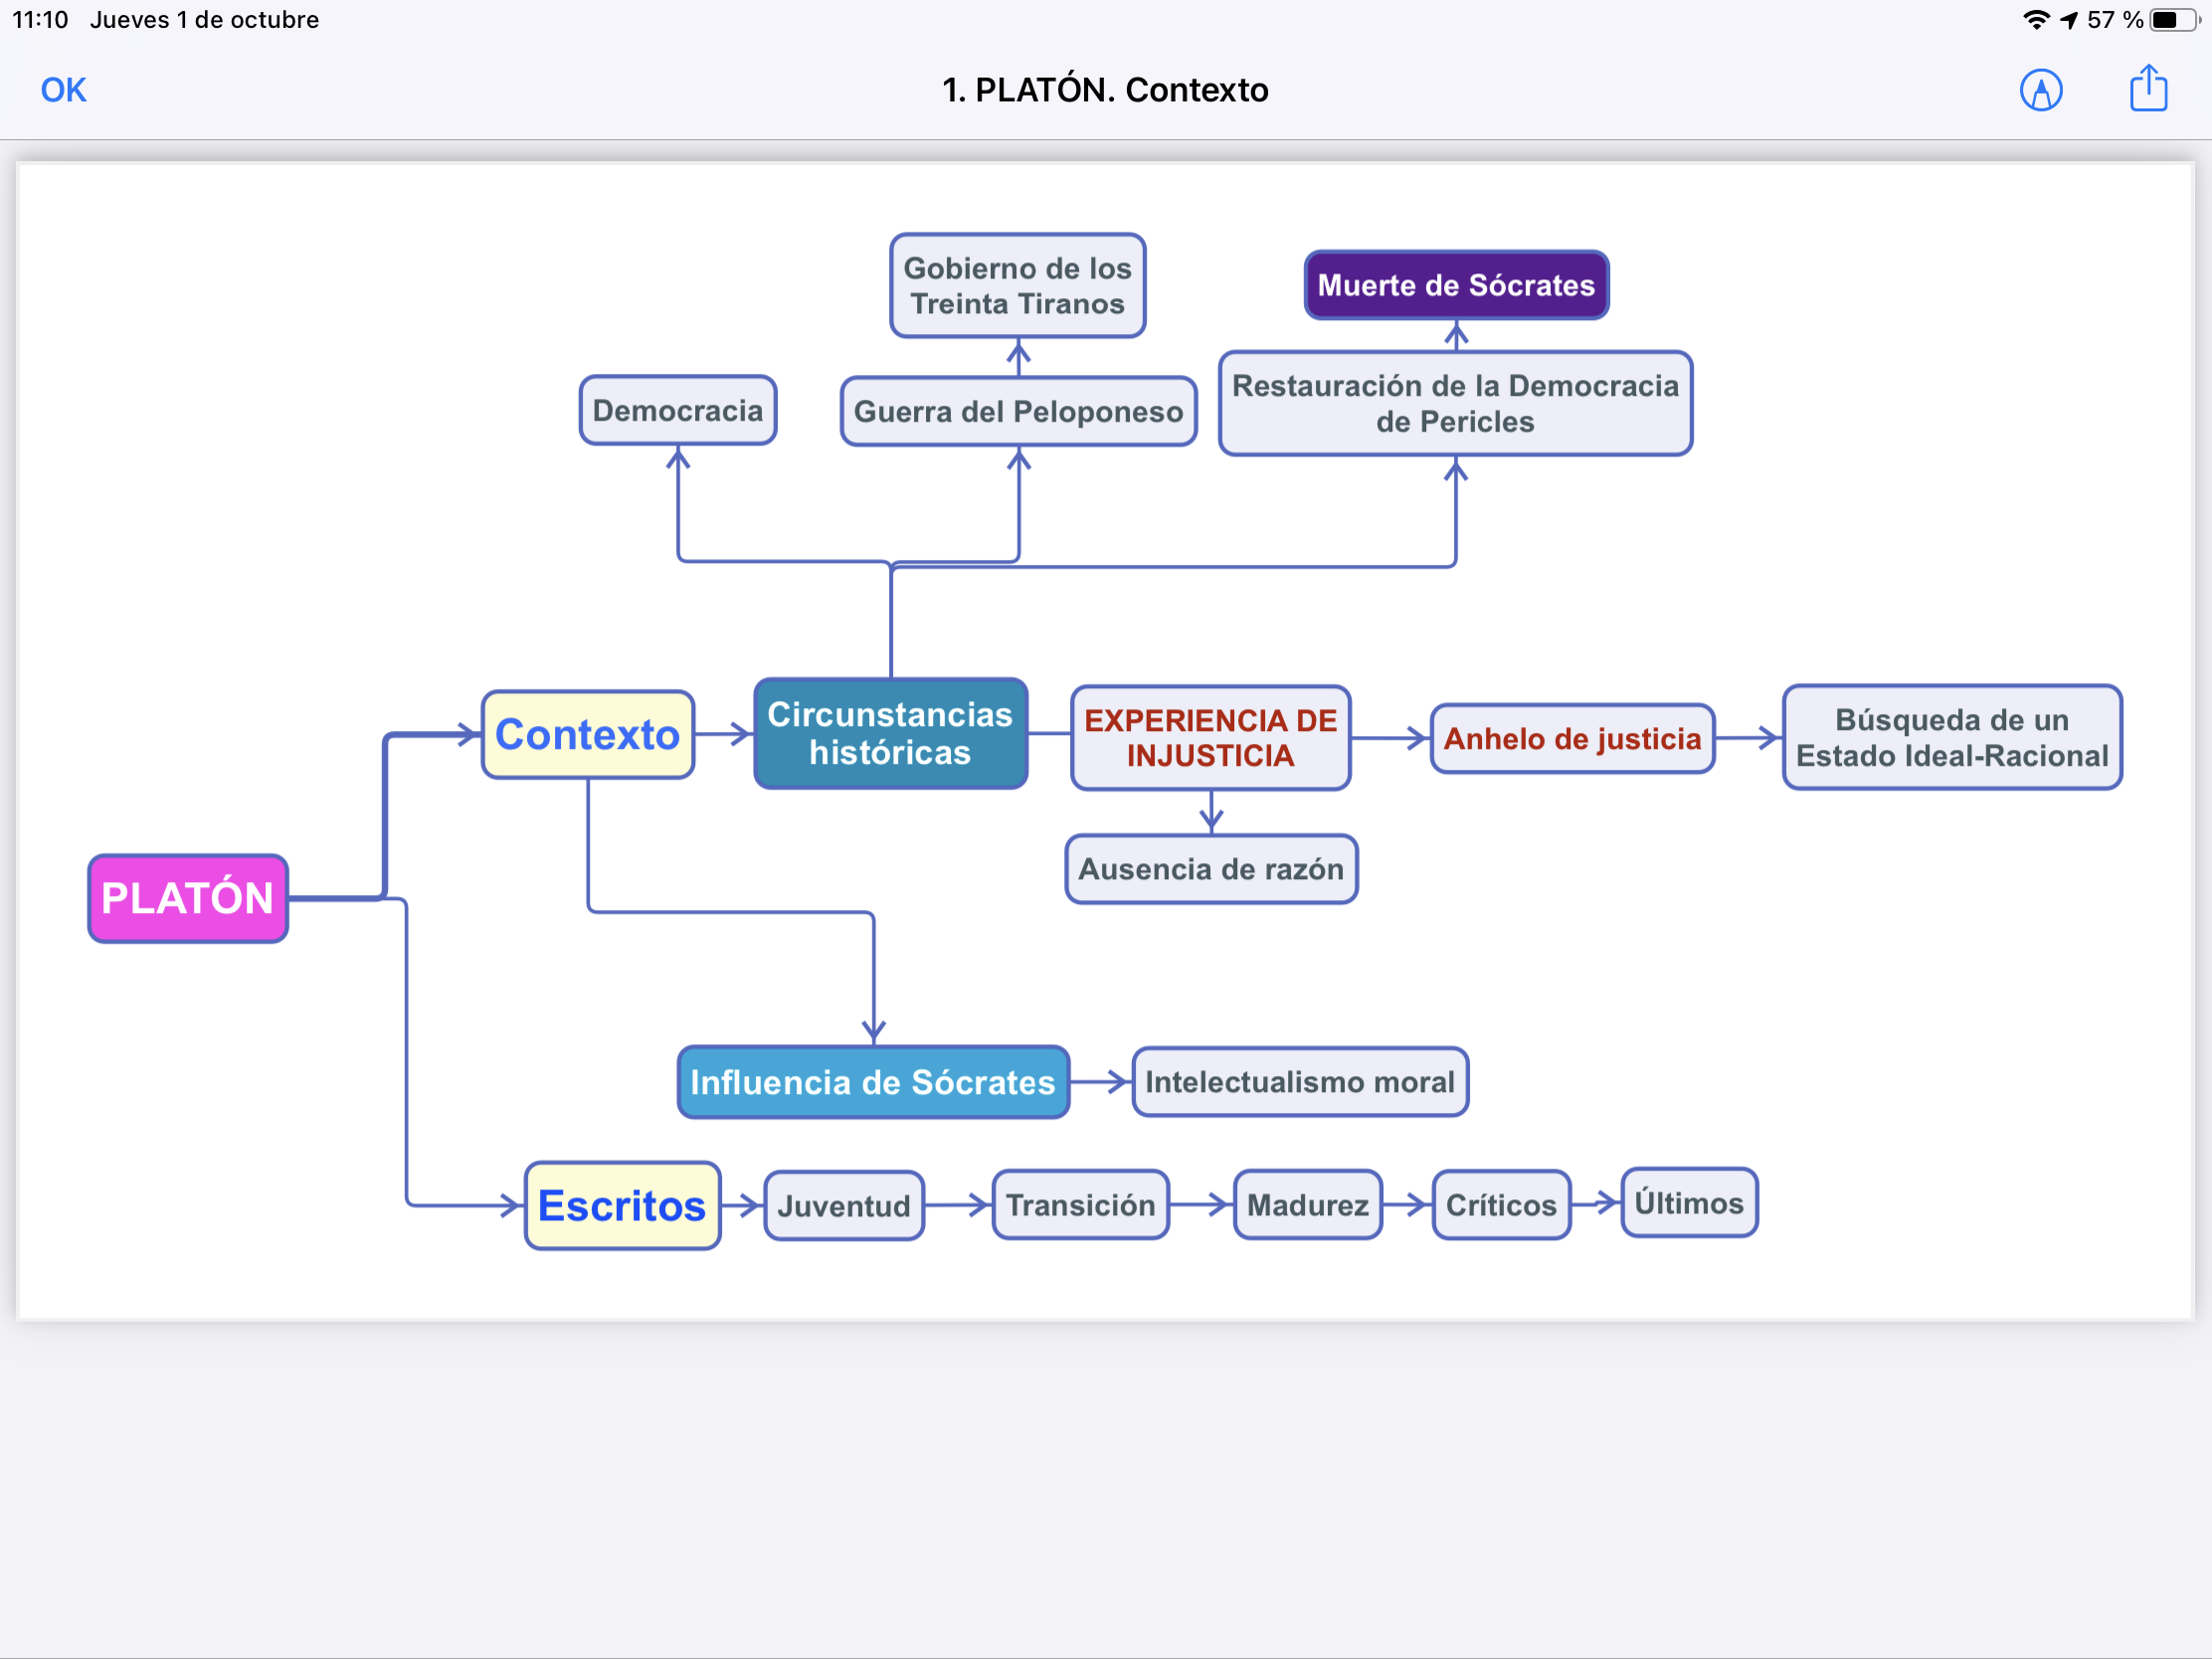 11:10 Jueves 1 de octubre
57 %
OK
1. PLATÓN. Contexto
Gobierno de los
Treinta Tiranos
Muerte de Sócrates
Democracia
Guerra del Peloponeso
Restauración de la Democracia
de Pericles
Contexto
Circunstancias
históricas
EXPERIENCIA DE
INJUSTICIA
Anhelo de justicia
Búsqueda de un
Estado Ideal-Racional
Ausencia de razón
PLATÓN
Influencia de Sócrates
Intelectualismo moral
Escritos
Juventud
Transición
Madurez
Críticos
Últimos